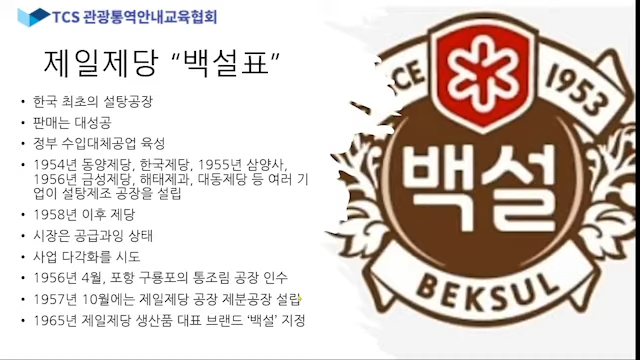 TCS 관광통역안내교육협회
제일제당 “백설표”
• 한국 최초의 설탕공장
• 판매는 대성공
• 정부 수입대체공업 육성
• 1954년 동양제당, 한국제당, 1955년 삼양사,
1956년 금성제당, 해태제과, 대동제당 등 여러 기
업이 설탕제조 공장을 설립
• 1958년 이후 제당
• 시장은 공급과잉 상태
• 사업 다각화를 시도
• 1956년 4월, 포항 구룡포의 통조림 공장 인수
• 1957년 10월에는 제일제당 공장 제분공장 설립
• 1965년 제일제당 생산품 대표 브랜드 ‘백설’ 지정
CE 1953
백설
BEKSUL